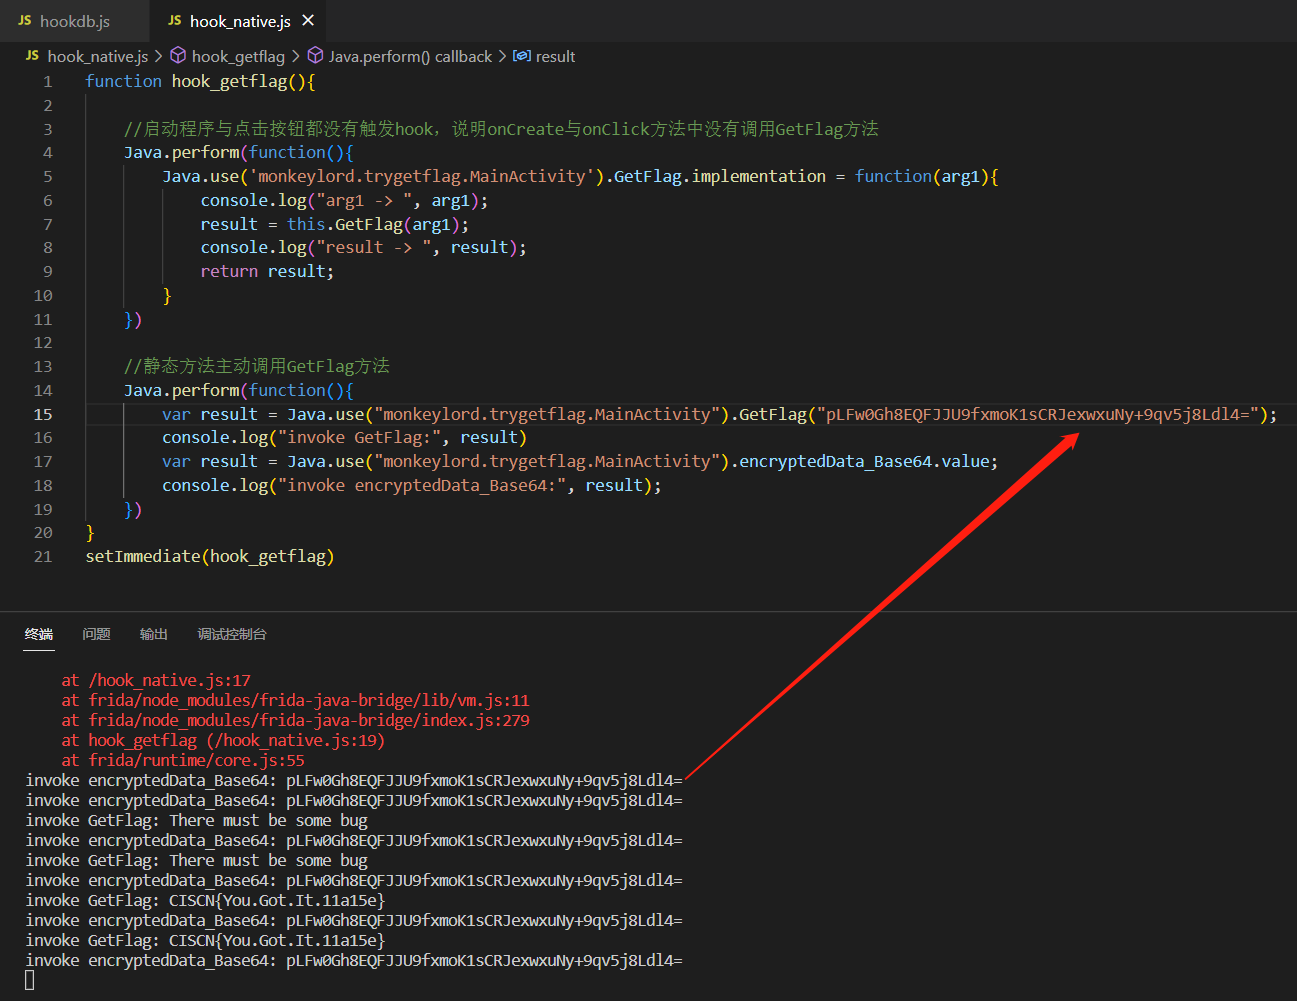 JS hookdb.js JS hook_native.js ×
JS hook_native.js > hook_getflag > Java.perform() callback > result
1 function hook_getflag(){
2
3 //启动程序与点击按钮都没有触发hook，说明onCreate与onClick方法中没有调用GetFlag方法
4 Java.perform(function(){
5 Java.use('monkeylord.trygetflag.MainActivity').GetFlag.implementation = function(arg1){
6 console.log("arg1 -> ", arg1);
7 result = this.GetFlag(arg1);
8 console.log("result -> ", result);
9 return result;
10 }
11 })
12
13 //静态方法主动调用GetFlag方法
14 Java.perform(function(){
15 var result = Java.use("monkeylord.trygetflag.MainActivity").GetFlag("pLFw0Gh8EQFJJU9fxmoK1sCRJexwxuNy+9qv5j8Ldl4=");
16 console.log("invoke GetFlag:", result)
17 var result = Java.use("monkeylord.trygetflag.MainActivity").encryptedData_Base64.value;
18 console.log("invoke encryptedData_Base64:", result);
19 })
20 }
21 setImmediate(hook_getflag)
终端 问题 输出 调试控制台
at /hook_native.js:17
at frida/node_modules/frida-java-bridge/lib/vm.js:11
at frida/node_modules/frida-java-bridge/index.js:279
at hook_getflag (/hook_native.js:19)
at frida/runtime/core.js:55
invoke encryptedData_Base64: pLFw0Gh8EQFJJU9fxmoK1sCRJexwxuNy+9qv5j8Ldl4=
invoke encryptedData_Base64: pLFw0Gh8EQFJJU9fxmoK1sCRJexwxuNy+9qv5j8Ldl4=
invoke GetFlag: There must be some bug
invoke encryptedData_Base64: pLFw0Gh8EQFJJU9fxmoK1sCRJexwxuNy+9qv5j8Ldl4=
invoke GetFlag: There must be some bug
invoke encryptedData_Base64: pLFw0Gh8EQFJJU9fxmoK1sCRJexwxuNy+9qv5j8Ldl4=
invoke GetFlag: CISCN{You.Got.It.11a15e}
invoke encryptedData_Base64: pLFw0Gh8EQFJJU9fxmoK1sCRJexwxuNy+9qv5j8Ldl4=
invoke GetFlag: CISCN{You.Got.It.11a15e}
invoke encryptedData_Base64: pLFw0Gh8EQFJJU9fxmoK1sCRJexwxuNy+9qv5j8Ldl4=